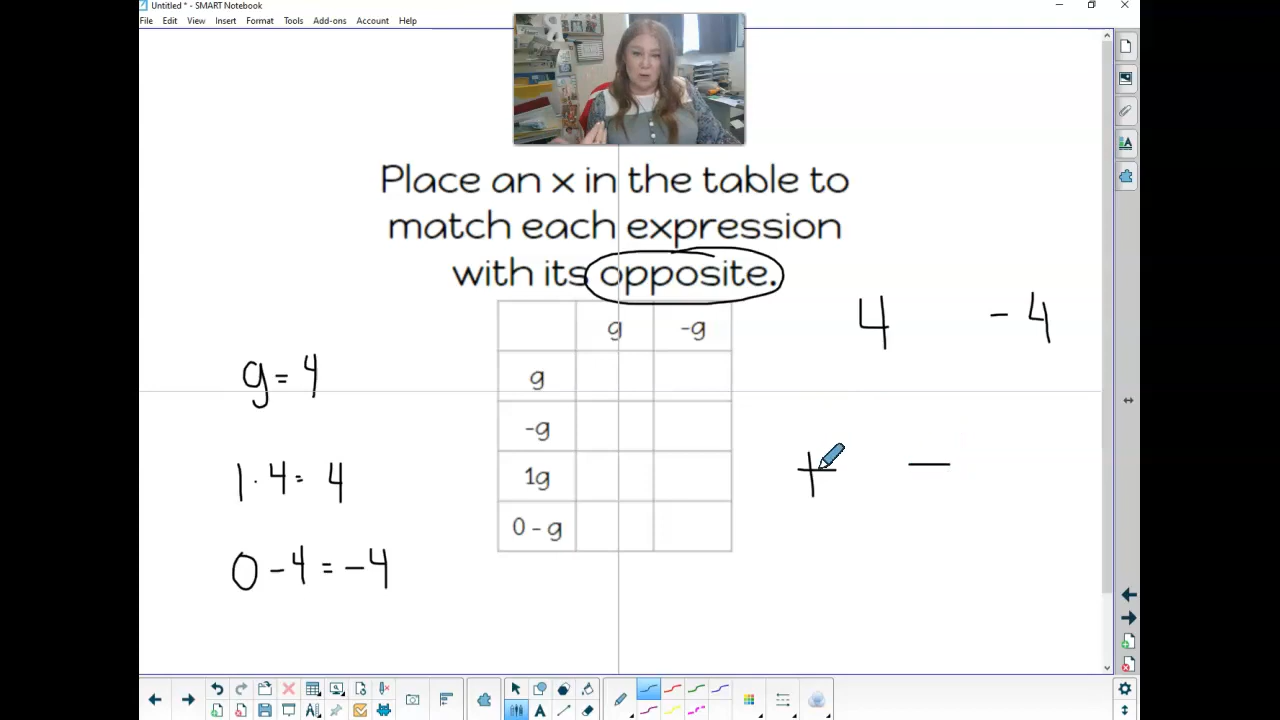 Untitled * - SMART Notebook
File Edit View Insert Format Tools Add-ons Account Help
Place an x in the table to
match each expression
with its opposite.
g -g
g
-g
1g
0 - g
g = 4
1 · 4 = 4
0 - 4 = -4
4 - 4
+ —